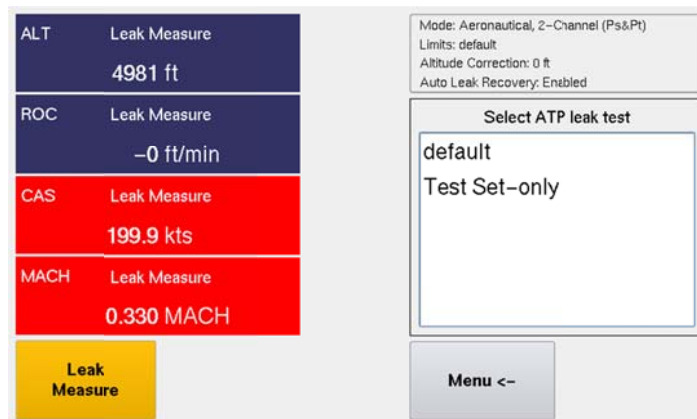 ALT Leak Measure
4981 ft
ROC Leak Measure
−0 ft/min
CAS Leak Measure
199.9 kts
MACH Leak Measure
0.330 MACH
Leak
Measure
Mode: Aeronautical, 2−Channel (Ps&Pt)
Limits: default
Altitude Correction: 0 ft
Auto Leak Recovery: Enabled
Select ATP leak test
default
Test Set−only
Menu <−